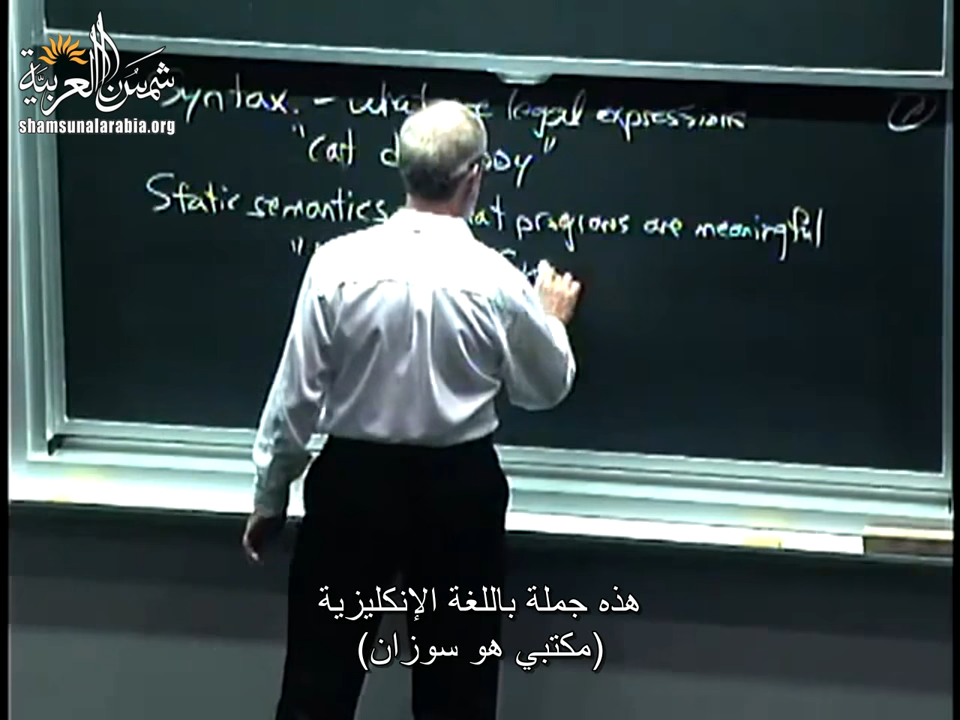 شمس العربية
shamsunalarabia.org
Syntax. - what legal expressions
"cat d
Static semantics at programs are meaningful
"
هذه جملة باللغة الإنكليزية
(مكتبي هو سوزان)